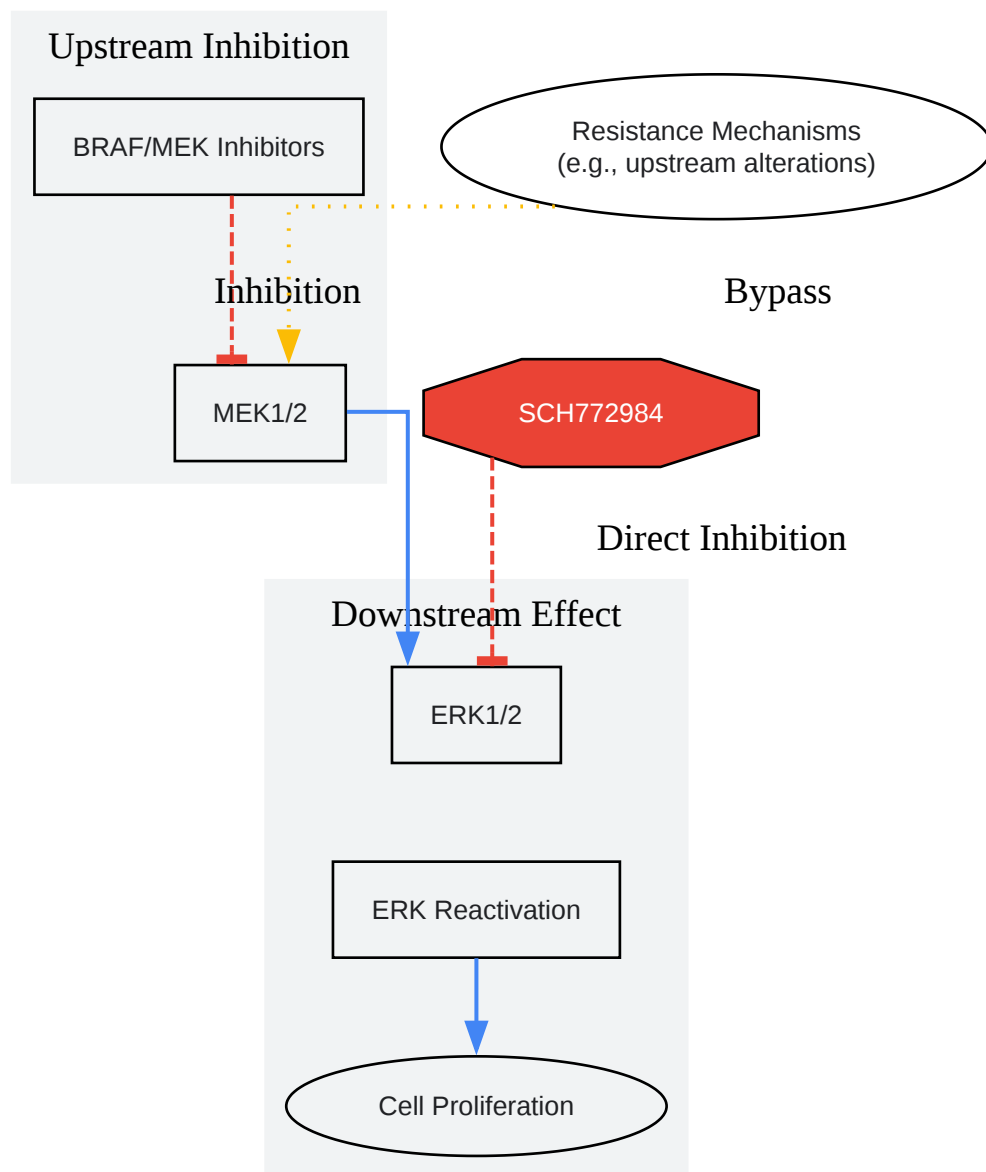 Upstream Inhibition
BRAF/MEK Inhibitors
Resistance Mechanisms
(e.g., upstream alterations)
Inhibition
Bypass
MEK1/2
SCH772984
Direct Inhibition
Downstream Effect
ERK1/2
ERK Reactivation
Cell Proliferation